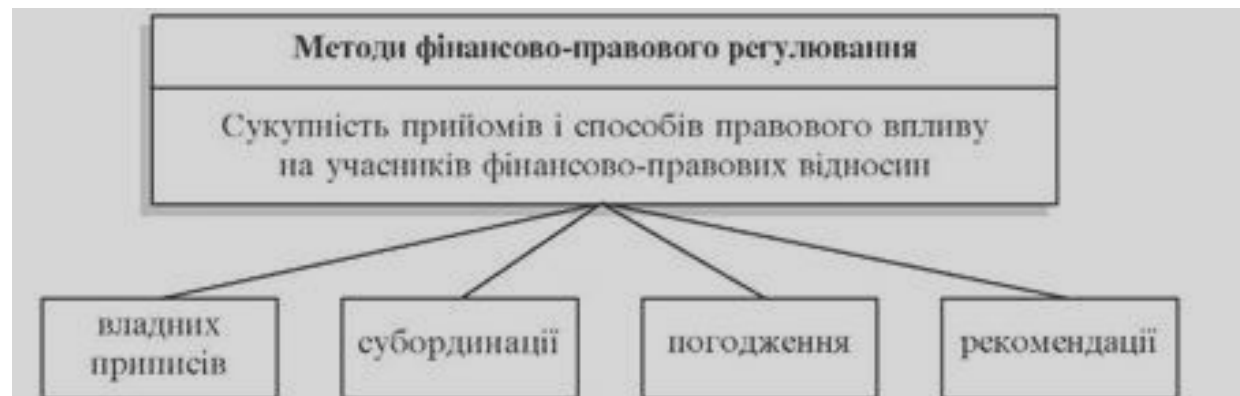 Методи фінансово-правового регулювання
Сукупність прийомів і способів правового впливу
на учасників фінансово-правових відносин
владних
приписів
субординації
погодження
рекомендації